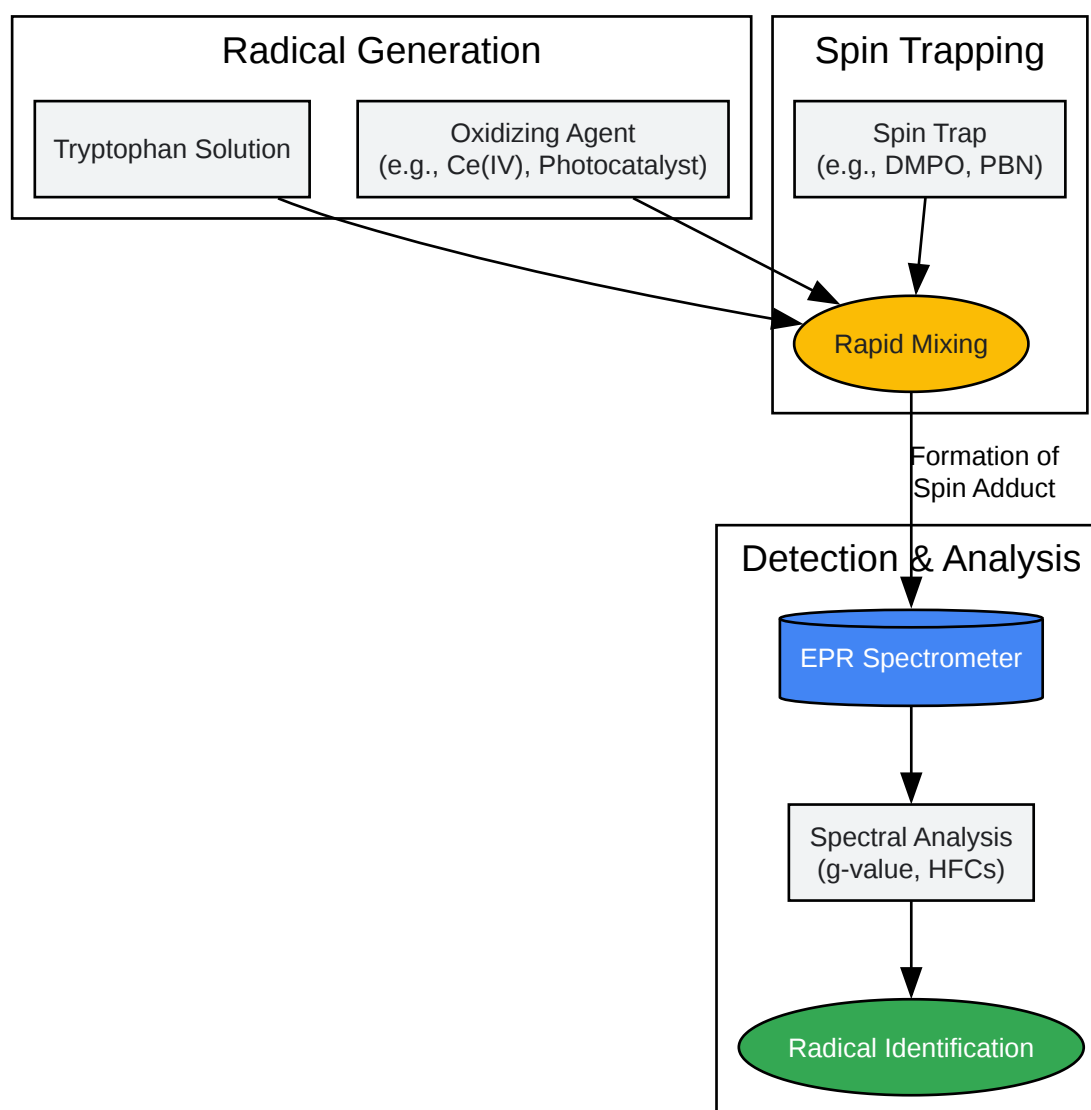 Radical Generation
Tryptophan Solution
Oxidizing Agent
(e.g., Ce(IV), Photocatalyst)
Spin Trapping
Spin Trap
(e.g., DMPO, PBN)
Rapid Mixing
Formation of
Spin Adduct
Detection & Analysis
EPR Spectrometer
Spectral Analysis
(g-value, HFCs)
Radical Identification